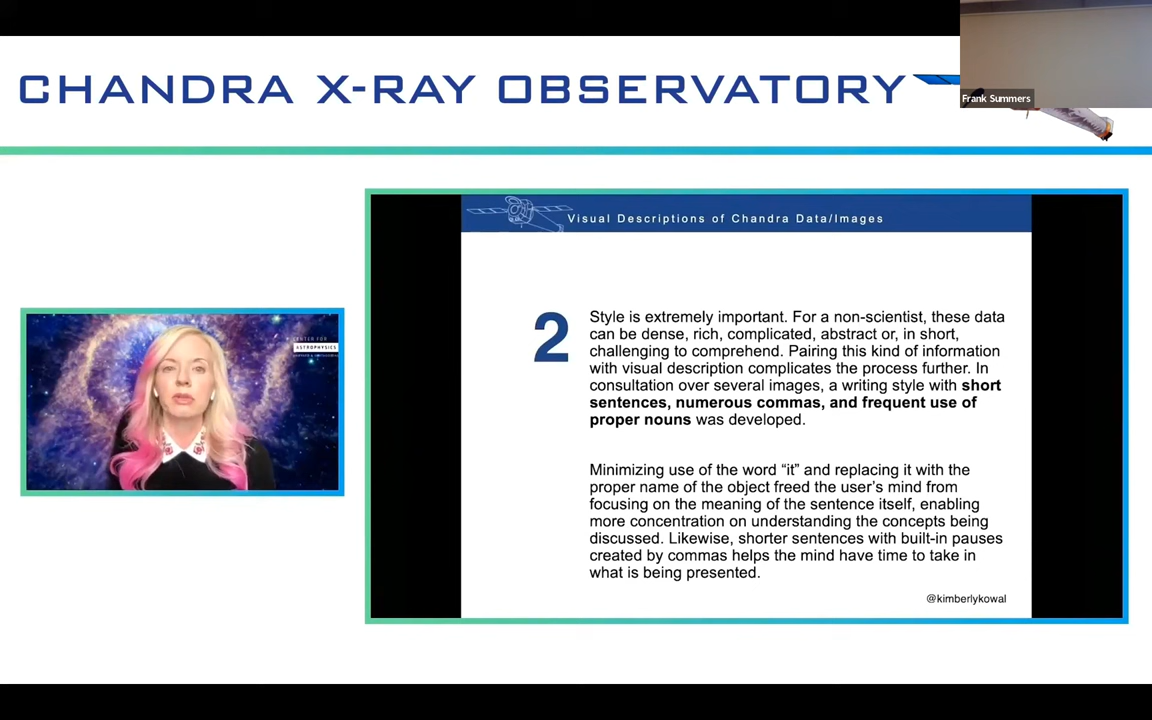 CHANDRA X-RAY OBSERVATORY
Frank Summers
Visual Descriptions of Chandra Data/Images
2
Style is extremely important. For a non-scientist, these data
can be dense, rich, complicated, abstract or, in short,
challenging to comprehend. Pairing this kind of information
with visual description complicates the process further. In
consultation over several images, a writing style with short
sentences, numerous commas, and frequent use of
proper nouns was developed.
Minimizing use of the word “it” and replacing it with the
proper name of the object freed the user’s mind from
focusing on the meaning of the sentence itself, enabling
more concentration on understanding the concepts being
discussed. Likewise, shorter sentences with built-in pauses
created by commas helps the mind have time to take in
what is being presented.
@kimberlykowal
CENTER FOR
ASTROPHYSICS